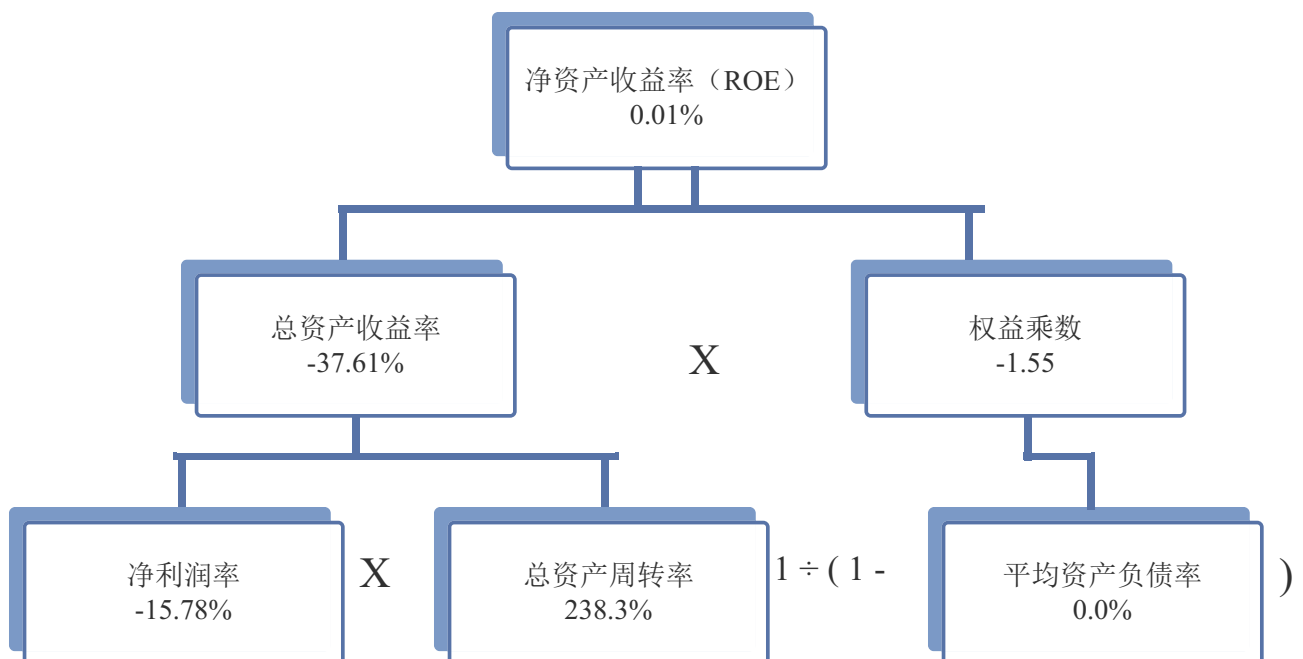 净资产收益率（ROE）
0.01%
总资产收益率
-37.61%
X
权益乘数
-1.55
净利润率
-15.78%
X
总资产周转率
238.3%
1 ÷ ( 1 -
平均资产负债率
0.0%
)